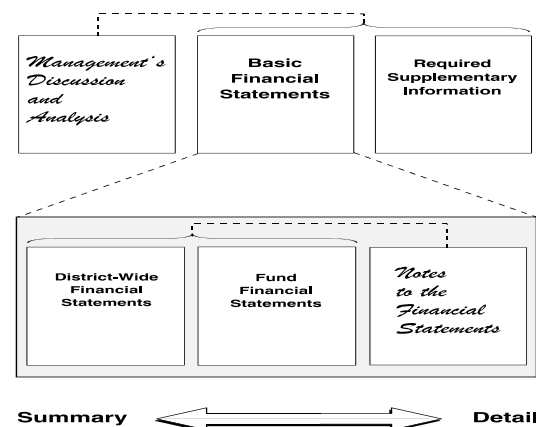 Management's
Discussion
and
Analysis
Basic
Financial
Statements
Required
Supplementary
Information
District-Wide
Financial
Statements
Fund
Financial
Statements
Notes
to the
Financial
Statements
Summary
Detail